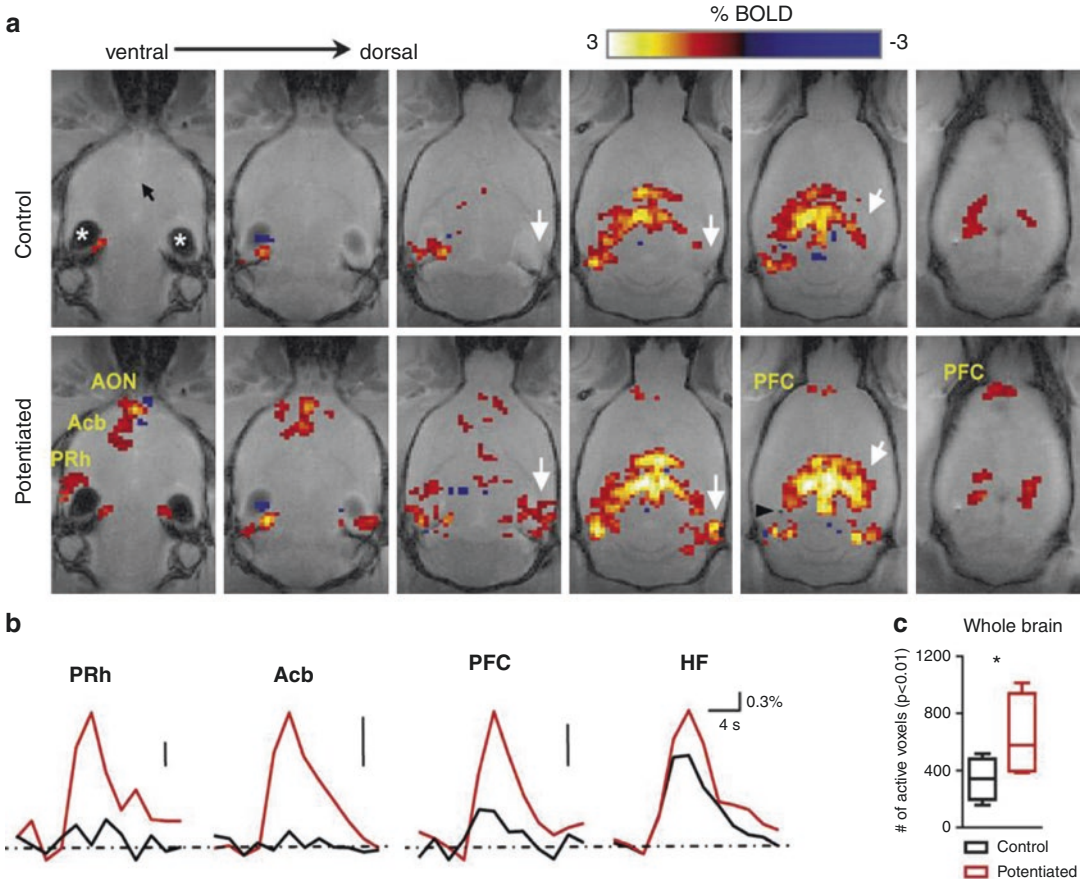 a
% BOLD
3
-3
ventral
dorsal
Control
*
*
Potentiated
AON
Acb
PRh
PFC
PFC
b
PRh
Acb
PFC
HF
0.3%
4 s
c
Whole brain
# of active voxels (p<0.01)
1200
800
400
0
*
Control
Potentiated